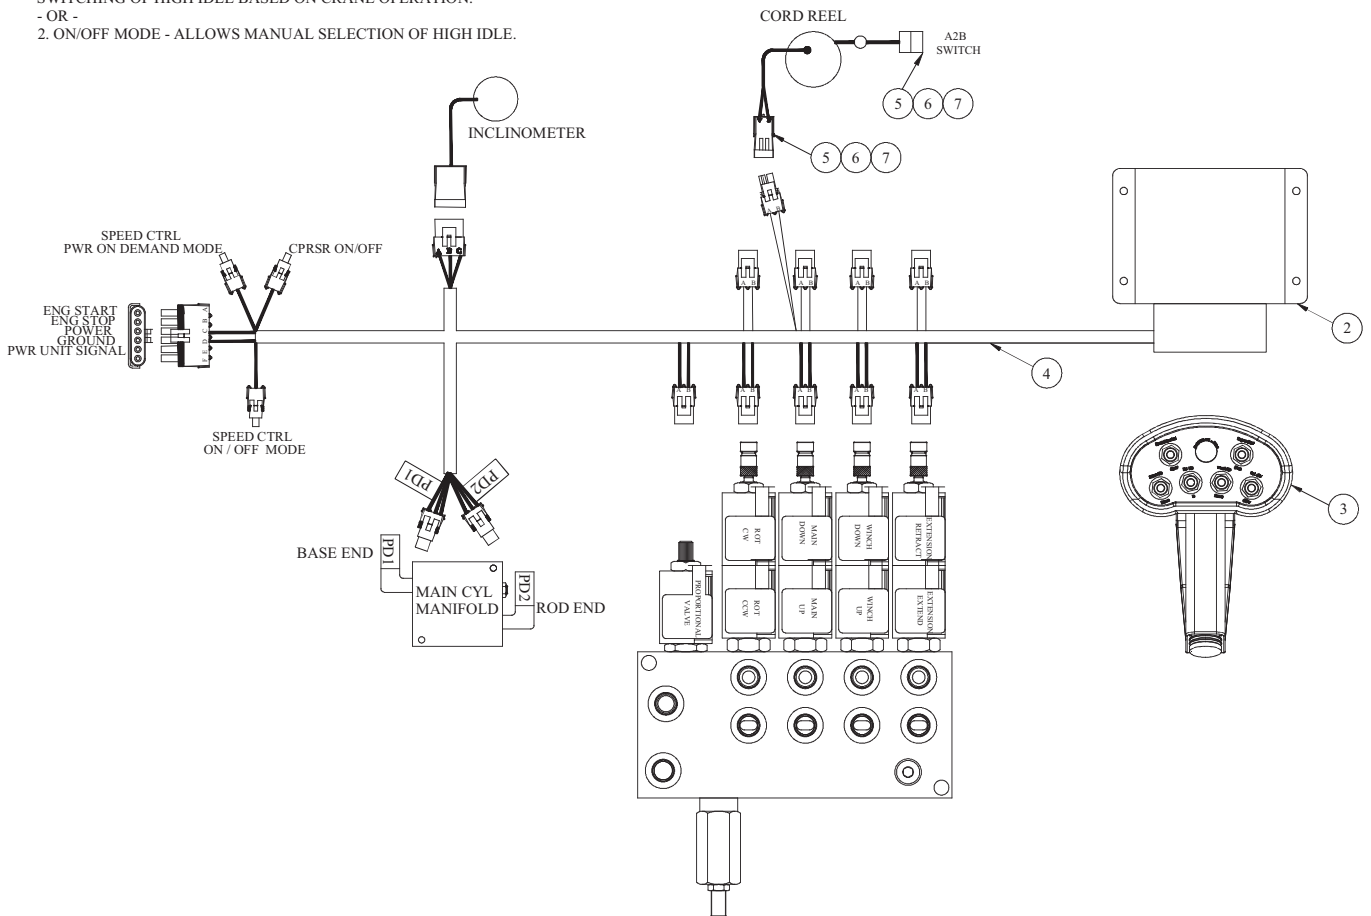 SWITCHING OF HIGH IDLE BASED ON CRANE OPERATION.
- OR -
2. ON/OFF MODE - ALLOWS MANUAL SELECTION OF HIGH IDLE.
CORD REEL
A2B
SWITCH
5 6 7
INCLINOMETER
5 6 7
A B
A B C
SPEED CTRL
PWR ON DEMAND MODE
CPRSR ON/OFF
A B A B A B A B
ENG START
ENG STOP
POWER
GROUND
PWR UNIT SIGNAL
A B C D E F
2
4
A B A B A B A B A B
SPEED CTRL
ON / OFF MODE
PD1
PD2
3
BASE END
PD1
MAIN CYL
MANIFOLD
PD2
ROD END
ROT
CW
MAIN
DOWN
WINCH
DOWN
EXTENSION
RETRACT
PROPORTIONAL
VALVE
ROT
CCW
MAIN
UP
WINCH
UP
EXTENSION
EXTEND